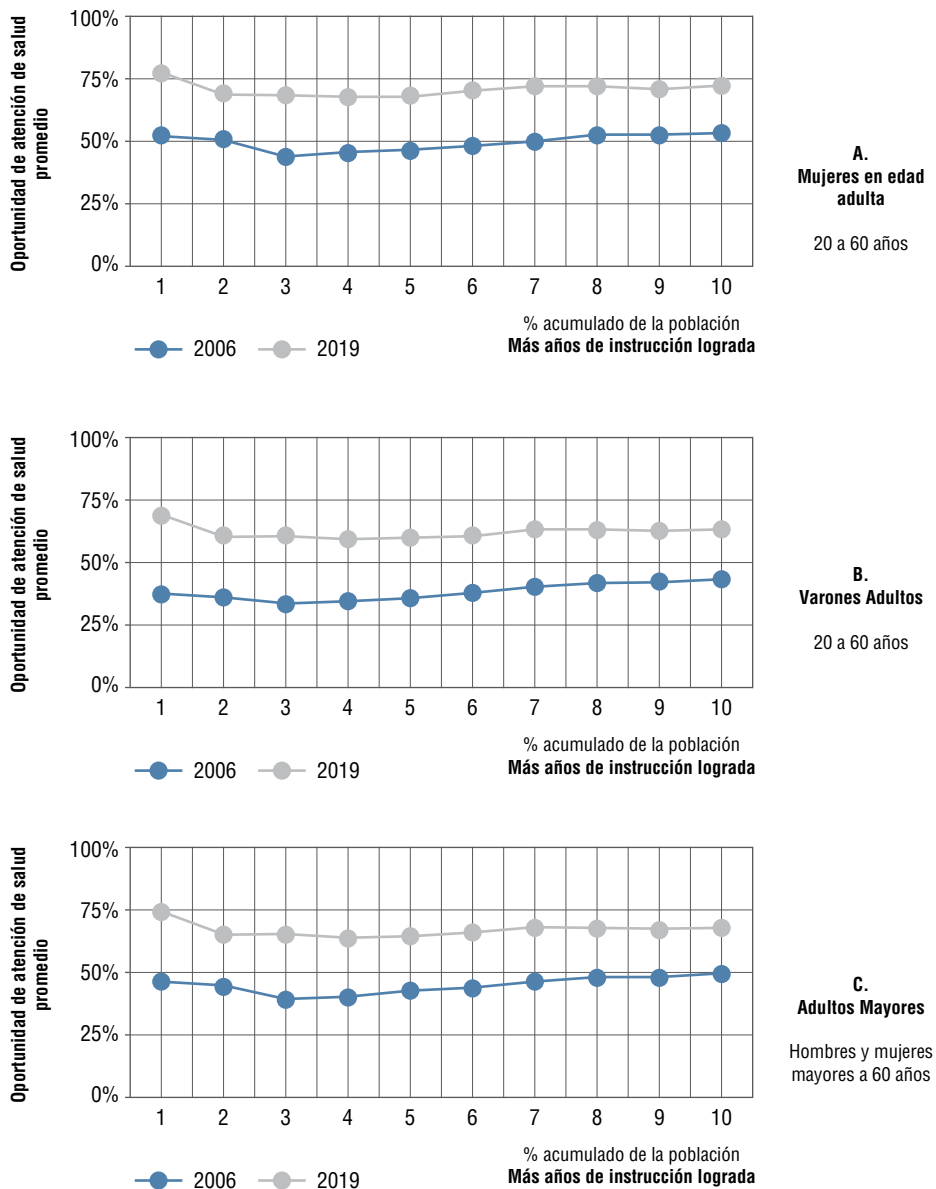 Oportunidad de atención de salud
promedio
100%
75%
50%
25%
0%
1 2 3 4 5 6 7 8 9 10
% acumulado de la población
Más años de instrucción lograda
2006 2019
A.
Mujeres en edad
adulta
20 a 60 años
Oportunidad de atención de salud
promedio
100%
75%
50%
25%
0%
1 2 3 4 5 6 7 8 9 10
% acumulado de la población
Más años de instrucción lograda
2006 2019
B.
Varones Adultos
20 a 60 años
Oportunidad de atención de salud
promedio
100%
75%
50%
25%
0%
1 2 3 4 5 6 7 8 9 10
% acumulado de la población
Más años de instrucción lograda
2006 2019
C.
Adultos Mayores
Hombres y mujeres
mayores a 60 años